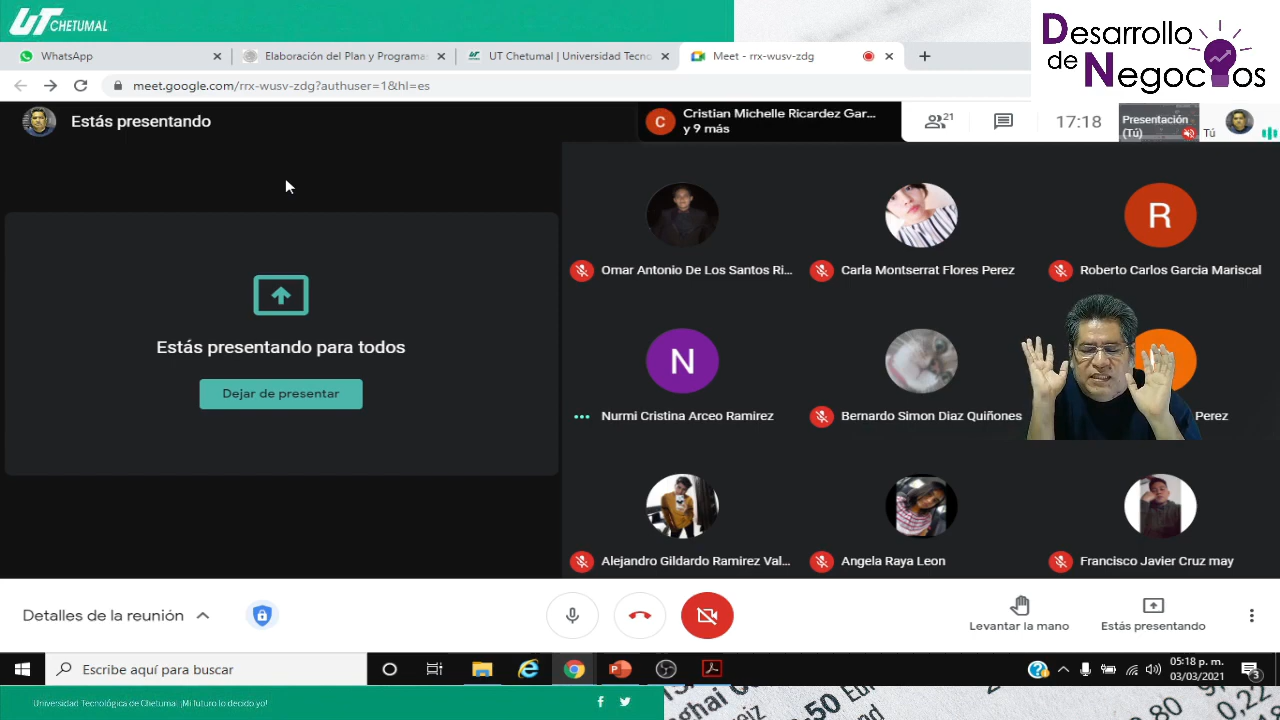 UT CHETUMAL
Desarrollo
de Negocios
WhatsApp
Elaboración del Plan y Programa
UT Chetumal | Universidad Tecno
Meet - rrx-wusv-zdg
meet.google.com/rrx-wusv-zdg?authuser=1&hl=es
Estás presentando
C
Cristian Michelle Ricardez Gar...
y 9 más
21
17:18
Presentación
(Tú)
Tú
R
Omar Antonio De Los Santos Ri...
Carla Montserrat Flores Perez
Roberto Carlos Garcia Mariscal
Estás presentando para todos
Dejar de presentar
N
Nurmi Cristina Arceo Ramirez
Bernardo Simon Diaz Quiñones
Perez
Alejandro Gildardo Ramirez Val...
Angela Raya Leon
Francisco Javier Cruz may
Detalles de la reunión
Levantar la mano
Estás presentando
Escribe aquí para buscar
05:18 p. m.
03/03/2021
3
Universidad Tecnológica de Chetumal ¡Mi futuro lo decido yo!